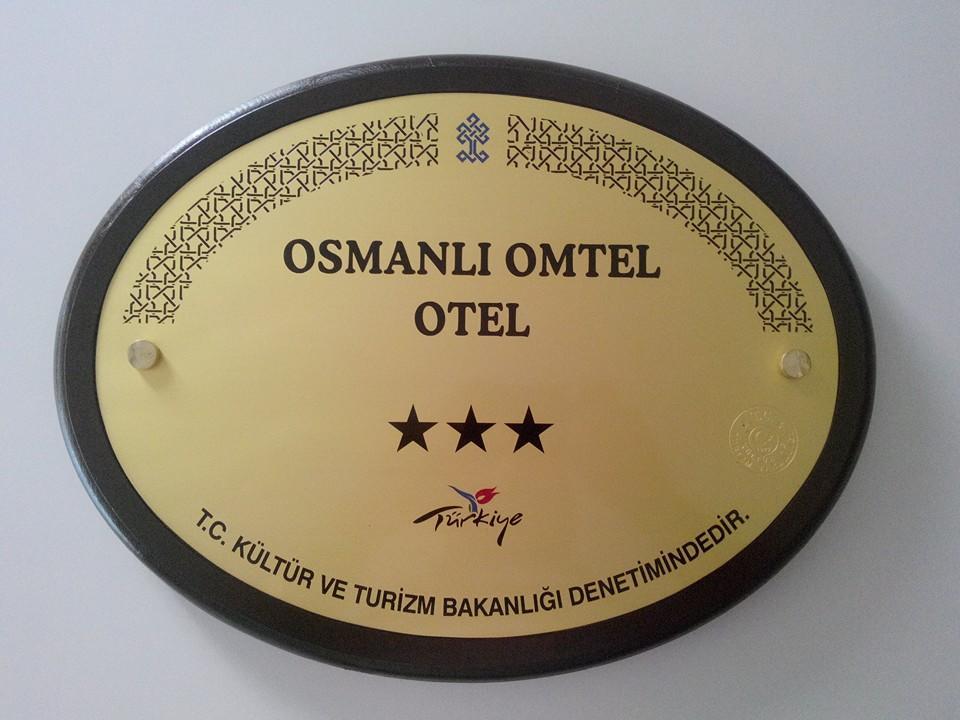 OSMANLI OMTEL
OTEL
Türkiye
T.C. KÜLTÜR VE TURİZM BAKANLIĞI DENETİMİNDEDİR.